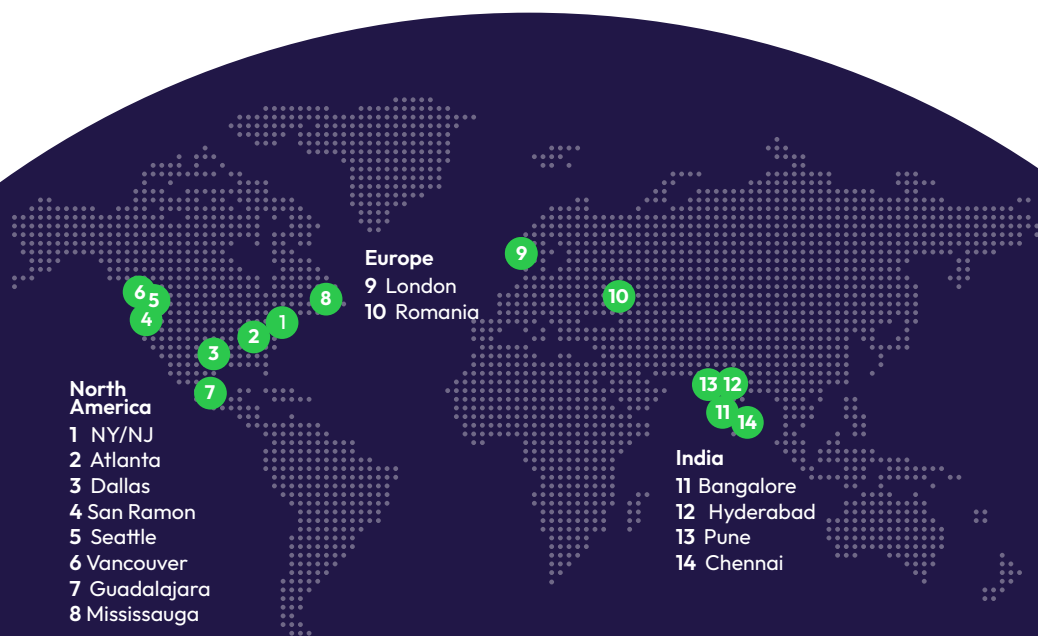 Europe
9 London
10 Romania
9
6
5
8
10
4
1
2
3
7
13
12
11
14
North
America
1 NY/NJ
2 Atlanta
3 Dallas
4 San Ramon
5 Seattle
6 Vancouver
7 Guadalajara
8 Mississauga
India
11 Bangalore
12 Hyderabad
13 Pune
14 Chennai